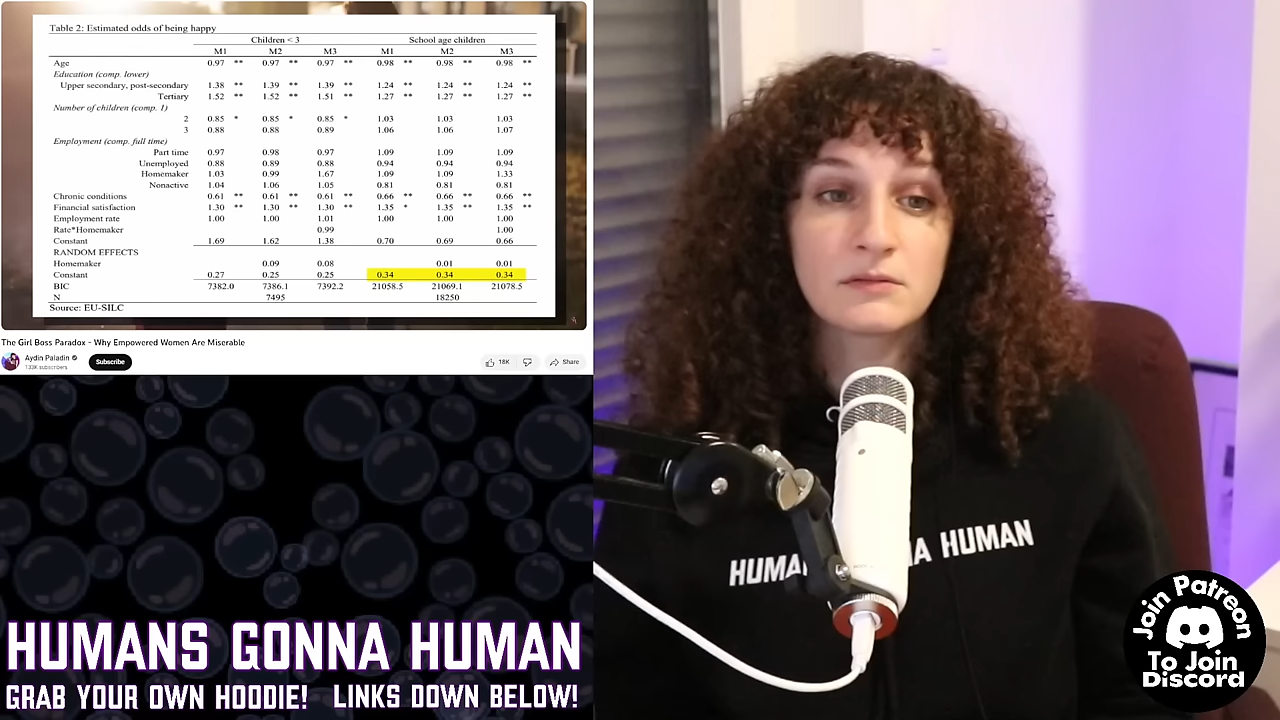 Table 2: Estimated odds of being happy
Children < 3 School age children
M1 M2 M3 M1 M2 M3
Age 0.97 ** 0.97 ** 0.97 ** 0.98 ** 0.98 ** 0.98 **
Education (comp. lower)
Upper secondary, post-secondary 1.38 ** 1.39 ** 1.39 ** 1.24 ** 1.24 ** 1.24 **
Tertiary 1.52 ** 1.52 ** 1.51 ** 1.27 ** 1.27 ** 1.27 **
Number of children (comp. 1)
2 0.85 * 0.85 * 0.85 * 1.03 1.03 1.03
3 0.88 0.88 0.89 1.06 1.06 1.07
Employment (comp. full time)
Part time 0.97 0.98 0.97 1.09 1.09 1.09
Unemployed 0.88 0.89 0.88 0.94 0.94 0.94
Homemaker 1.03 0.99 1.67 1.09 1.09 1.33
Nonactive 1.04 1.06 1.05 0.81 0.81 0.81
Chronic conditions 0.61 ** 0.61 ** 0.61 ** 0.66 ** 0.66 ** 0.66 **
Financial satisfaction 1.30 ** 1.30 ** 1.30 ** 1.35 * 1.35 ** 1.35 **
Employment rate 1.00 1.00 1.01 1.00 1.00 1.00
Rate*Homemaker 0.99 1.00
Constant 1.69 1.62 1.38 0.70 0.69 0.66
RANDOM EFFECTS
Homemaker 0.09 0.08 0.01 0.01
Constant 0.27 0.25 0.25 0.34 0.34 0.34
BIC 7382.0 7386.1 7392.2 21058.5 21069.1 21078.5
N 7495 18250
Source: EU-SILC
The Girl Boss Paradox - Why Empowered Women Are Miserable
Aydin Paladin
133K subscribers
Subscribe
18K
Share
HUMANS GONNA HUMAN
GRAB YOUR OWN HOODIE! LINKS DOWN BELOW!
HUMA NA HUMAN
Join Patreon
To Join
Discord